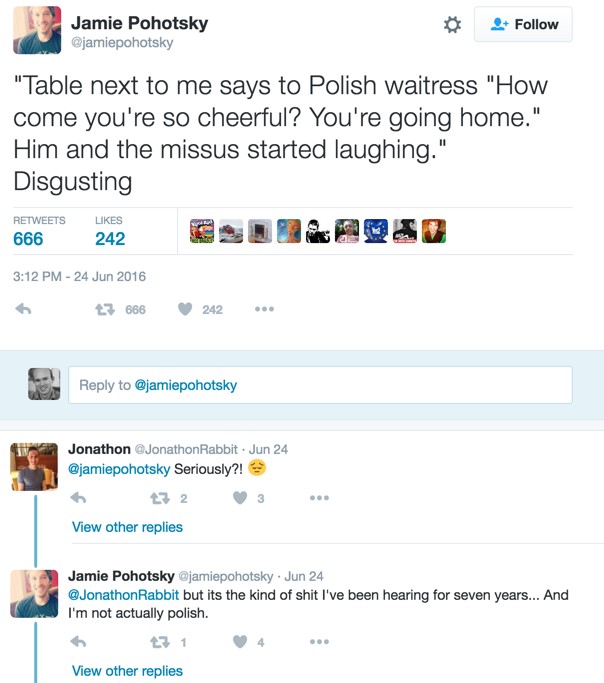 Jamie Pohotsky
@jamiepohotsky
Follow
"Table next to me says to Polish waitress "How
come you're so cheerful? You're going home."
Him and the missus started laughing."
Disgusting
RETWEETS LIKES
666 242
3:12 PM - 24 Jun 2016
666 242
Reply to @jamiepohotsky
Jonathon @JonathonRabbit · Jun 24
@jamiepohotsky Seriously?! 😔
2 3
View other replies
Jamie Pohotsky @jamiepohotsky · Jun 24
@JonathonRabbit but its the kind of shit I've been hearing for seven years... And
I'm not actually polish.
1 4
View other replies